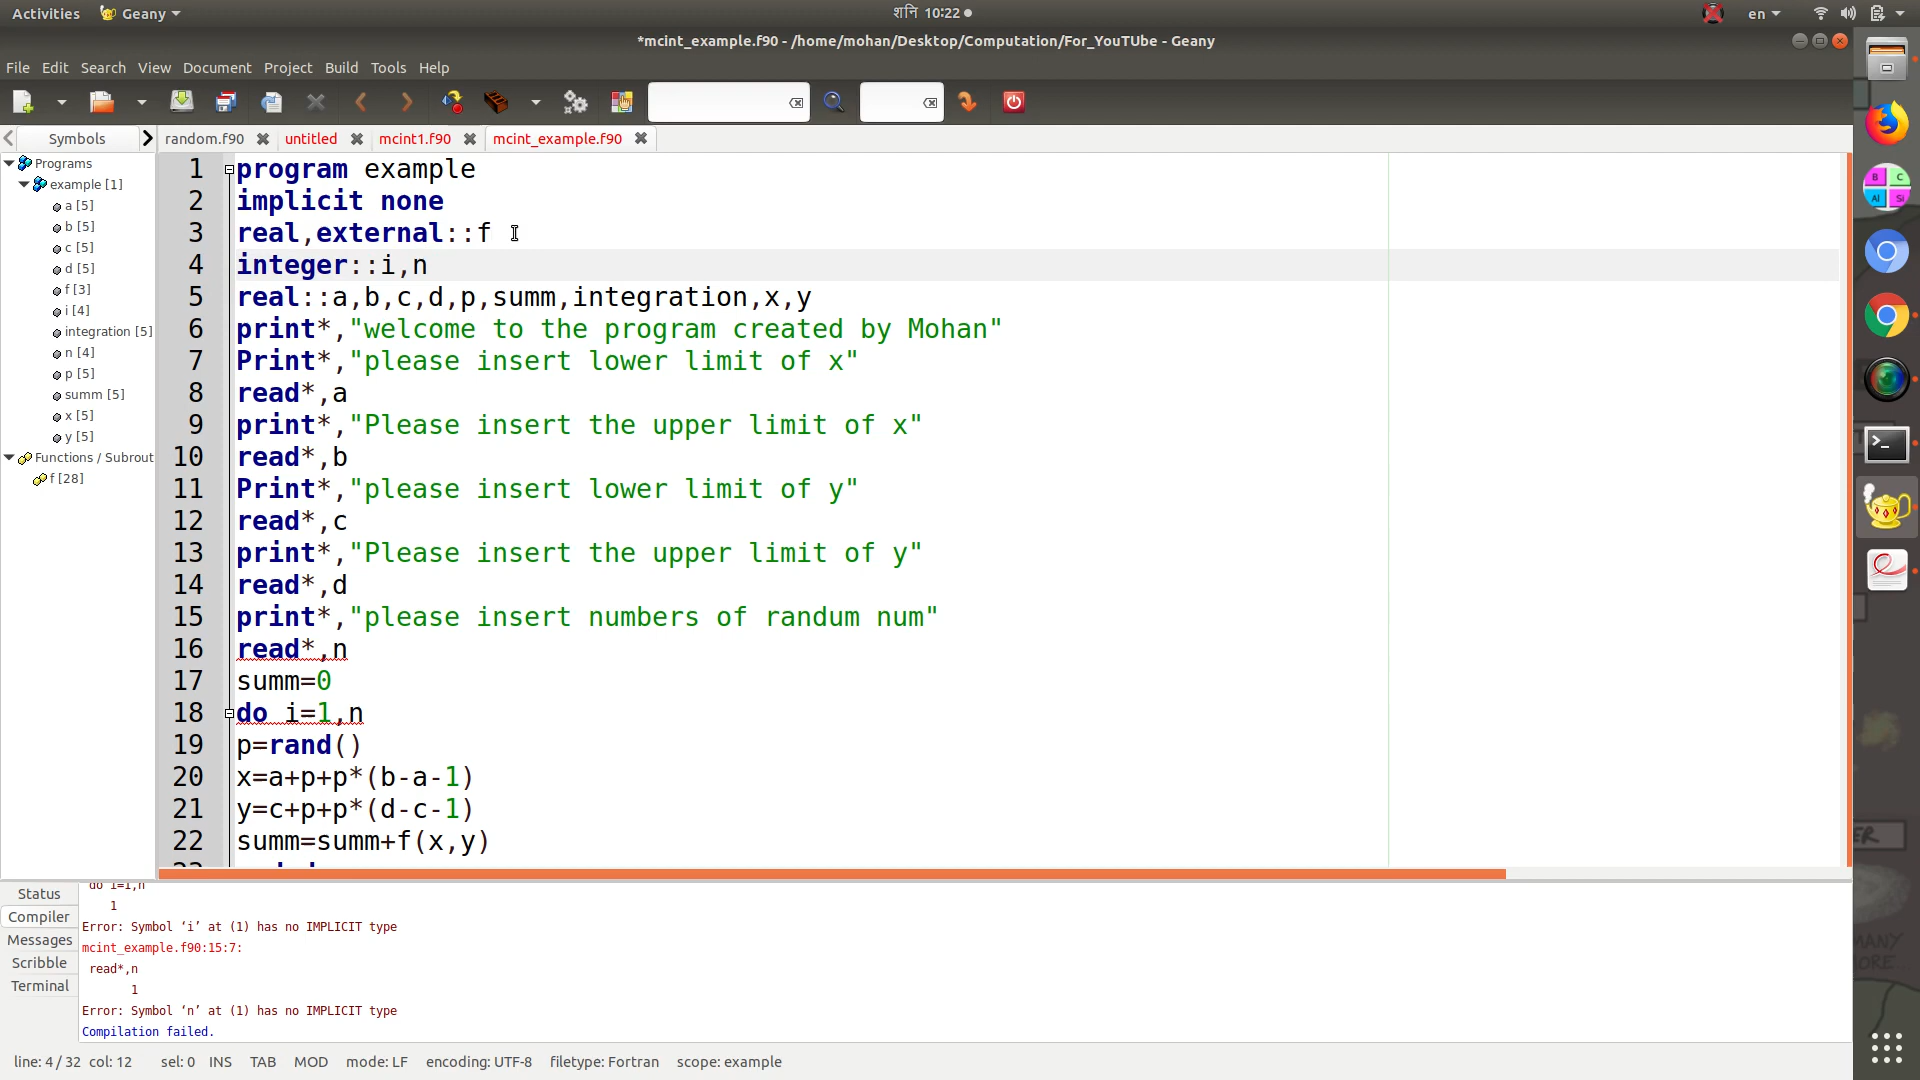 Activities Geany शनि 10:22 en
*mcint_example.f90 - /home/mohan/Desktop/Computation/For_YouTUbe - Geany
File Edit Search View Document Project Build Tools Help
Symbols random.f90 untitled mcint1.f90 mcint_example.f90
Programs
example [1]
a [5]
b [5]
c [5]
d [5]
f [3]
i [4]
integration [5]
n [4]
p [5]
summ [5]
x [5]
y [5]
Functions / Subrout
f [28]
1 program example
2 implicit none
3 real,external::f
4 integer::i,n
5 real::a,b,c,d,p,summ,integration,x,y
6 print*,"welcome to the program created by Mohan"
7 Print*,"please insert lower limit of x"
8 read*,a
9 print*,"Please insert the upper limit of x"
10 read*,b
11 Print*,"please insert lower limit of y"
12 read*,c
13 print*,"Please insert the upper limit of y"
14 read*,d
15 print*,"please insert numbers of randum num"
16 read*,n
17 summ=0
18 do i=1,n
19 p=rand()
20 x=a+p+p*(b-a-1)
21 y=c+p+p*(d-c-1)
22 summ=summ+f(x,y)
Status
Compiler
Messages
Scribble
Terminal
do i=1,n
1
Error: Symbol ‘i’ at (1) has no IMPLICIT type
mcint_example.f90:15:7:
read*,n
1
Error: Symbol ‘n’ at (1) has no IMPLICIT type
Compilation failed.
line: 4 / 32 col: 12 sel: 0 INS TAB MOD mode: LF encoding: UTF-8 filetype: Fortran scope: example